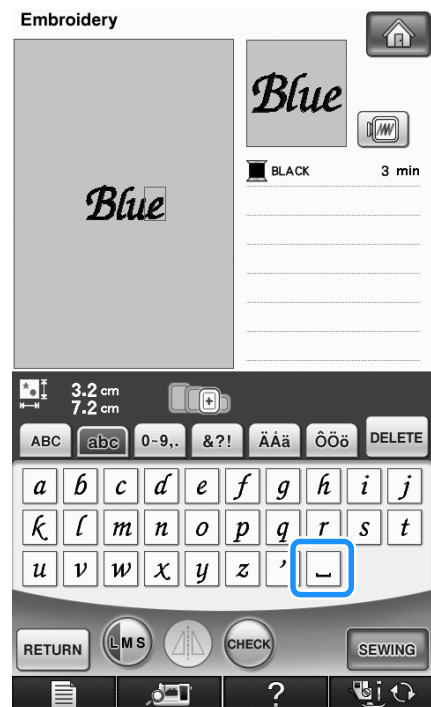 Embroidery
Blue
Blue
BLACK 3 min
3.2 cm
7.2 cm
ABC abc 0~9,. &?! ÄÅä ÔÖö DELETE
a b c d e f g h i j
k l m n o p q r s t
u v w x y z ’ ⎵
RETURN L M S CHECK SEWING
?